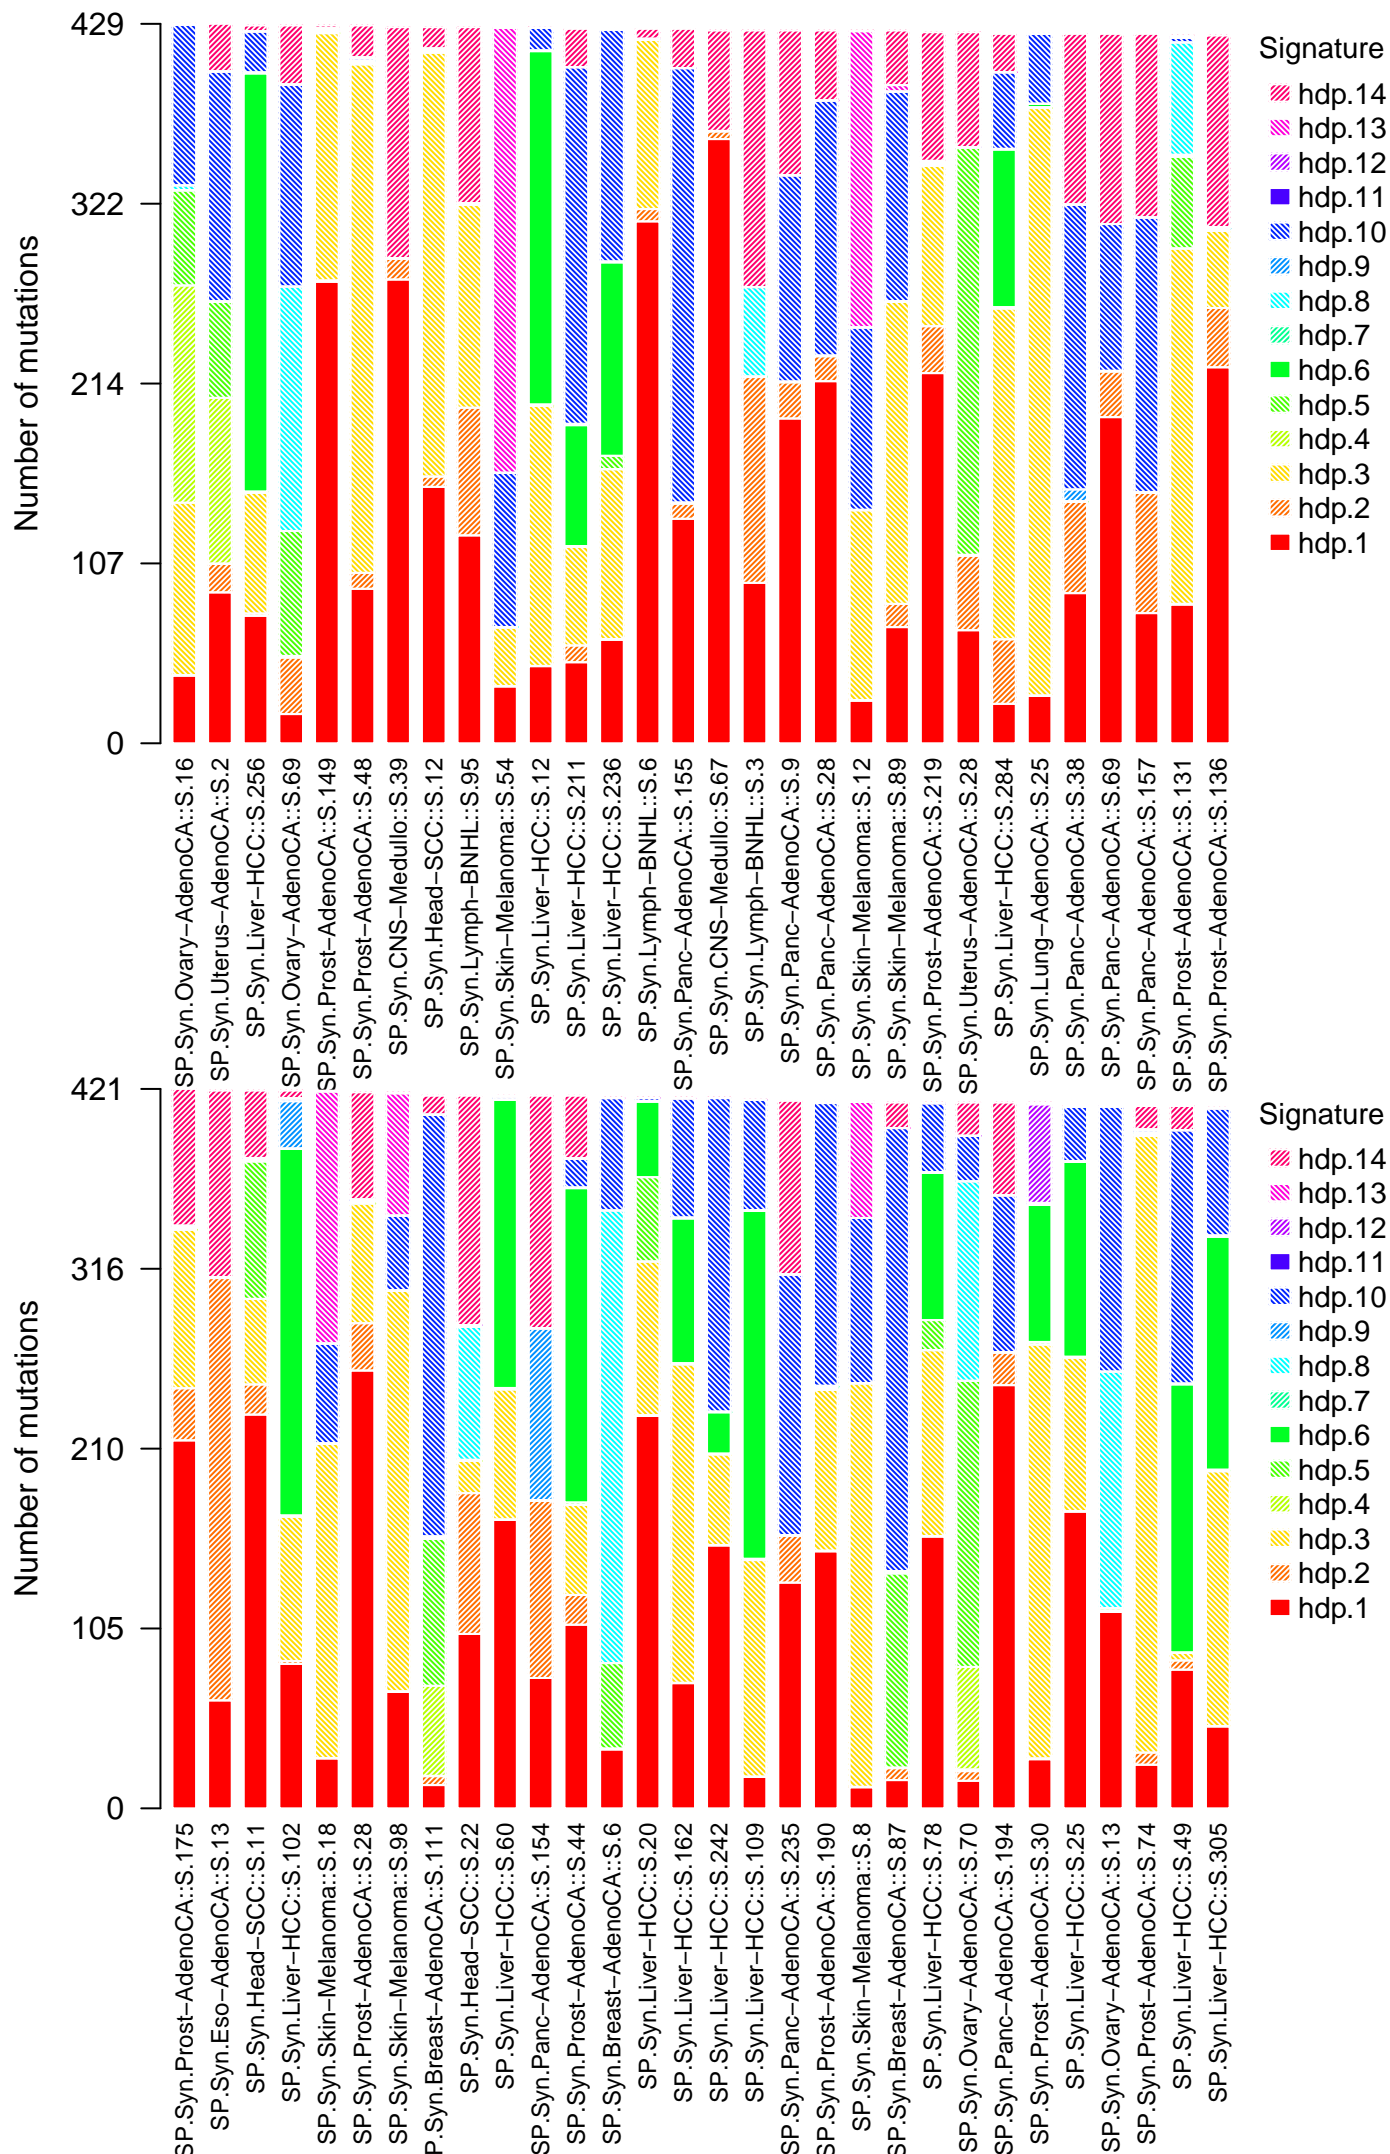 429
322
214
107
0
Number of mutations
SP.Syn.Ovary−AdenoCA::S.16
SP.Syn.Uterus−AdenoCA::S.2
SP.Syn.Liver−HCC::S.256
SP.Syn.Ovary−AdenoCA::S.69
SP.Syn.Prost−AdenoCA::S.149
SP.Syn.Prost−AdenoCA::S.48
SP.Syn.CNS−Medullo::S.39
SP.Syn.Head−SCC::S.12
SP.Syn.Lymph−BNHL::S.95
SP.Syn.Skin−Melanoma::S.54
SP.Syn.Liver−HCC::S.12
SP.Syn.Liver−HCC::S.211
SP.Syn.Liver−HCC::S.236
SP.Syn.Lymph−BNHL::S.6
SP.Syn.Panc−AdenoCA::S.155
SP.Syn.CNS−Medullo::S.67
SP.Syn.Lymph−BNHL::S.3
SP.Syn.Panc−AdenoCA::S.9
SP.Syn.Panc−AdenoCA::S.28
SP.Syn.Skin−Melanoma::S.12
SP.Syn.Skin−Melanoma::S.89
SP.Syn.Prost−AdenoCA::S.219
SP.Syn.Uterus−AdenoCA::S.28
SP.Syn.Liver−HCC::S.284
SP.Syn.Lung−AdenoCA::S.25
SP.Syn.Panc−AdenoCA::S.38
SP.Syn.Panc−AdenoCA::S.69
SP.Syn.Panc−AdenoCA::S.157
SP.Syn.Prost−AdenoCA::S.131
SP.Syn.Prost−AdenoCA::S.136
Signature
hdp.14
hdp.13
hdp.12
hdp.11
hdp.10
hdp.9
hdp.8
hdp.7
hdp.6
hdp.5
hdp.4
hdp.3
hdp.2
hdp.1
421
316
210
105
0
Number of mutations
SP.Syn.Prost−AdenoCA::S.175
SP.Syn.Eso−AdenoCA::S.13
SP.Syn.Head−SCC::S.11
SP.Syn.Liver−HCC::S.102
SP.Syn.Skin−Melanoma::S.18
SP.Syn.Prost−AdenoCA::S.28
SP.Syn.Skin−Melanoma::S.98
SP.Syn.Breast−AdenoCA::S.111
SP.Syn.Head−SCC::S.22
SP.Syn.Liver−HCC::S.60
SP.Syn.Panc−AdenoCA::S.154
SP.Syn.Prost−AdenoCA::S.44
SP.Syn.Breast−AdenoCA::S.6
SP.Syn.Liver−HCC::S.20
SP.Syn.Liver−HCC::S.162
SP.Syn.Liver−HCC::S.242
SP.Syn.Liver−HCC::S.109
SP.Syn.Panc−AdenoCA::S.235
SP.Syn.Prost−AdenoCA::S.190
SP.Syn.Skin−Melanoma::S.8
SP.Syn.Breast−AdenoCA::S.87
SP.Syn.Liver−HCC::S.78
SP.Syn.Ovary−AdenoCA::S.70
SP.Syn.Panc−AdenoCA::S.194
SP.Syn.Prost−AdenoCA::S.30
SP.Syn.Liver−HCC::S.25
SP.Syn.Ovary−AdenoCA::S.13
SP.Syn.Prost−AdenoCA::S.74
SP.Syn.Liver−HCC::S.49
SP.Syn.Liver−HCC::S.305
Signature
hdp.14
hdp.13
hdp.12
hdp.11
hdp.10
hdp.9
hdp.8
hdp.7
hdp.6
hdp.5
hdp.4
hdp.3
hdp.2
hdp.1